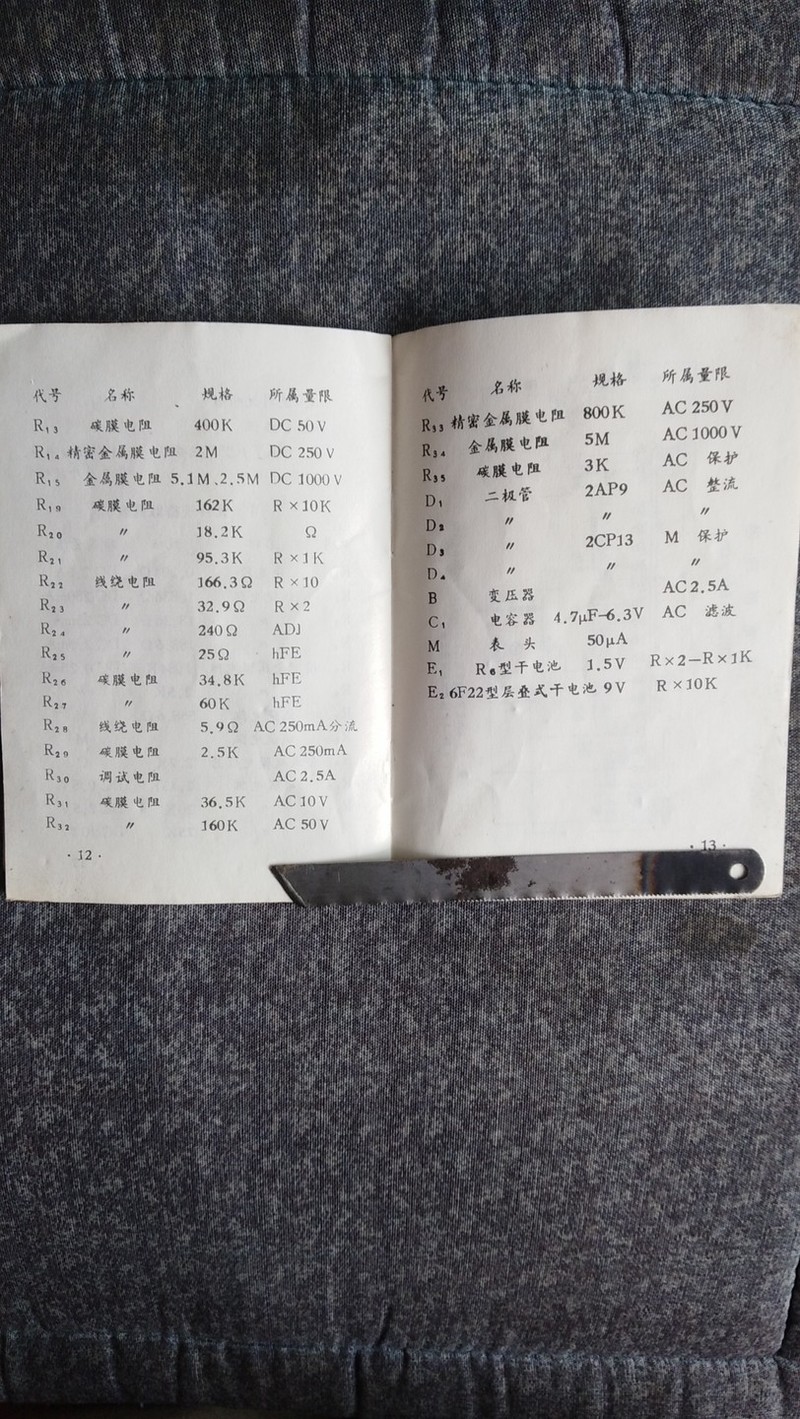 代号 名称 规格 所属量限
R₁₃ 碳膜电阻 400K DC 50V
R₁₄ 精密金属膜电阻 2M DC 250V
R₁₅ 金属膜电阻 5.1M、2.5M DC 1000V
R₁₉ 碳膜电阻 162K R×10K
R₂₀ 〃 18.2K Ω
R₂₁ 〃 95.3K R×1K
R₂₂ 线绕电阻 166.3Ω R×10
R₂₃ 〃 32.9Ω R×2
R₂₄ 〃 240Ω ADJ
R₂₅ 〃 25Ω hFE
R₂₆ 碳膜电阻 34.8K hFE
R₂₇ 〃 60K hFE
R₂₈ 线绕电阻 5.9Ω AC 250mA分流
R₂₉ 碳膜电阻 2.5K AC 250mA
R₃₀ 调试电阻 AC 2.5A
R₃₁ 碳膜电阻 36.5K AC 10V
R₃₂ 〃 160K AC 50V
·12·
代号 名称 规格 所属量限
R₃₃ 精密金属膜电阻 800K AC 250V
R₃₄ 金属膜电阻 5M AC 1000V
R₃₅ 碳膜电阻 3K AC 保护
D₁ 二极管 2AP9 AC 整流
D₂ 〃 〃 〃
D₃ 〃 2CP13 M 保护
D₄ 〃 〃 〃
B 变压器 AC 2.5A
C₁ 电容器 4.7μF-6.3V AC 滤波
M 表头 50μA
E₁ R₆型干电池 1.5V R×2—R×1K
E₂ 6F22型层叠式干电池 9V R×10K
·13·